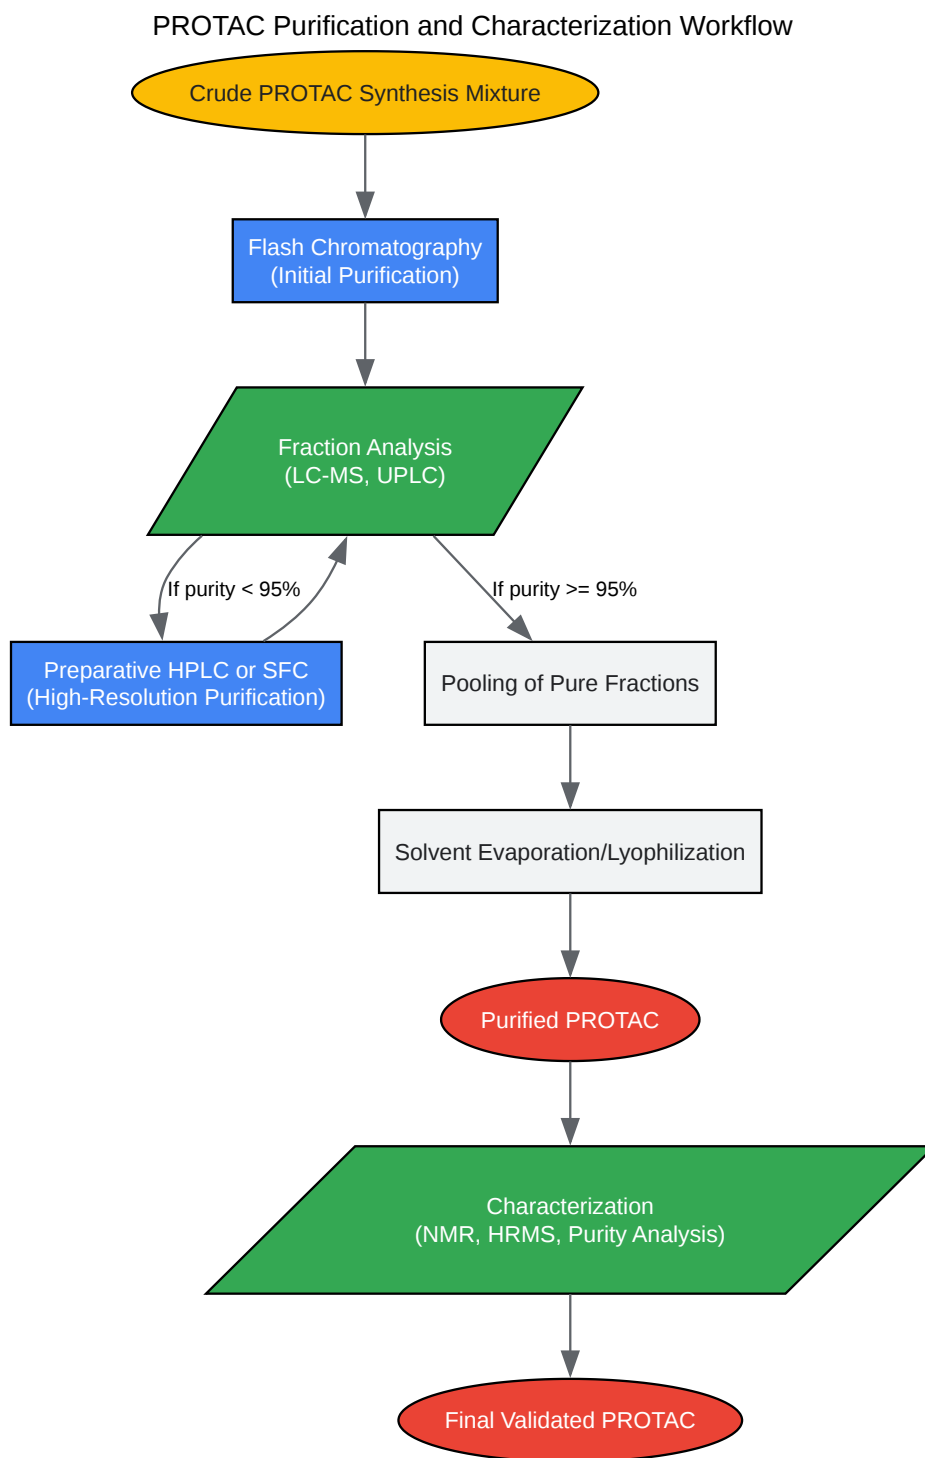 PROTAC Purification and Characterization Workflow
Crude PROTAC Synthesis Mixture
Flash Chromatography
(Initial Purification)
Fraction Analysis
(LC-MS, UPLC)
If purity < 95%
If purity >= 95%
Preparative HPLC or SFC
(High-Resolution Purification)
Pooling of Pure Fractions
Solvent Evaporation/Lyophilization
Purified PROTAC
Characterization
(NMR, HRMS, Purity Analysis)
Final Validated PROTAC